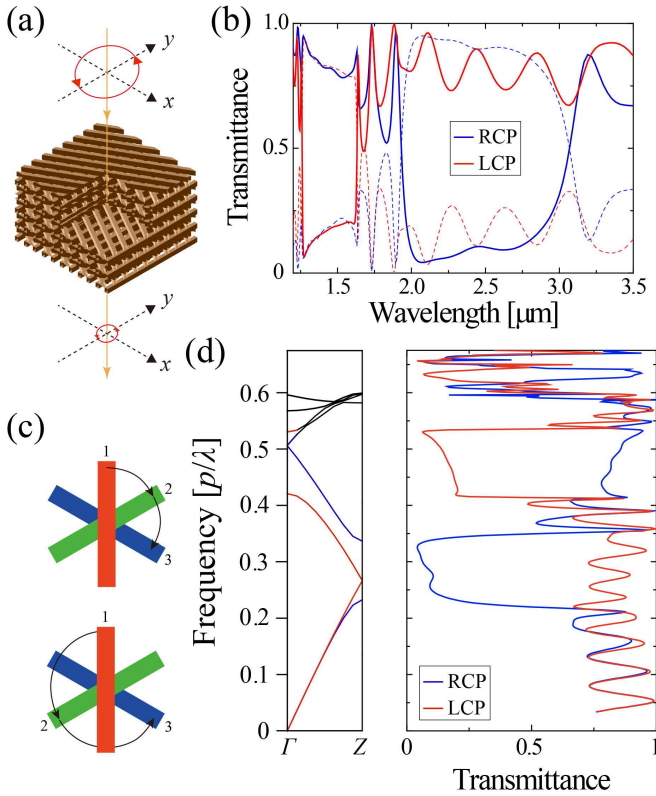 (a)
y
x
y
x
(b)
Transmittance
1.0
0.5
0
RCP
LCP
1.5
2.0
2.5
3.0
3.5
Wavelength [μm]
(c)
1
2
3
1
2
3
(d)
Frequency [p/λ]
0.6
0.5
0.4
0.3
0.2
0.1
0
Γ
Z
RCP
LCP
0
0.5
1
Transmittance